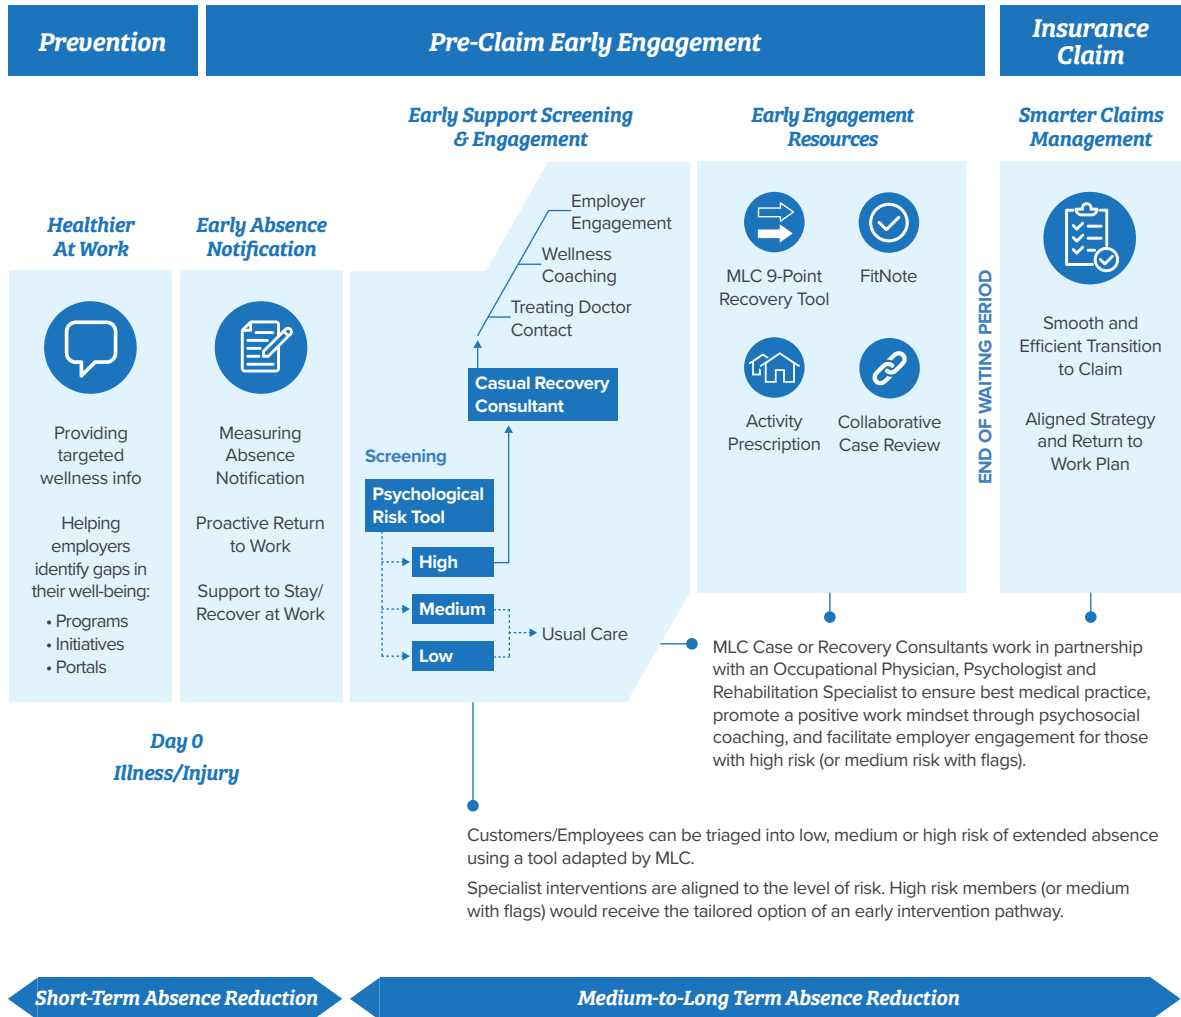 Prevention
Pre-Claim Early Engagement
Insurance
Claim
Early Support Screening
& Engagement
Early Engagement
Resources
Smarter Claims
Management
Healthier
At Work
Early Absence
Notification
Providing
targeted
wellness info
Helping
employers
identify gaps in
their well-being:
• Programs
• Initiatives
• Portals
Measuring
Absence
Notification
Proactive Return
to Work
Support to Stay/
Recover at Work
Employer
Engagement
Wellness
Coaching
Treating Doctor
Contact
Casual Recovery
Consultant
Screening
Psychological
Risk Tool
High
Medium
Low
Usual Care
MLC 9-Point
Recovery Tool
FitNote
Activity
Prescription
Collaborative
Case Review
END OF WAITING PERIOD
Smooth and
Efficient Transition
to Claim
Aligned Strategy
and Return to
Work Plan
MLC Case or Recovery Consultants work in partnership
with an Occupational Physician, Psychologist and
Rehabilitation Specialist to ensure best medical practice,
promote a positive work mindset through psychosocial
coaching, and facilitate employer engagement for those
with high risk (or medium risk with flags).
Day 0
Illness/Injury
Customers/Employees can be triaged into low, medium or high risk of extended absence
using a tool adapted by MLC.
Specialist interventions are aligned to the level of risk. High risk members (or medium
with flags) would receive the tailored option of an early intervention pathway.
Short-Term Absence Reduction
Medium-to-Long Term Absence Reduction